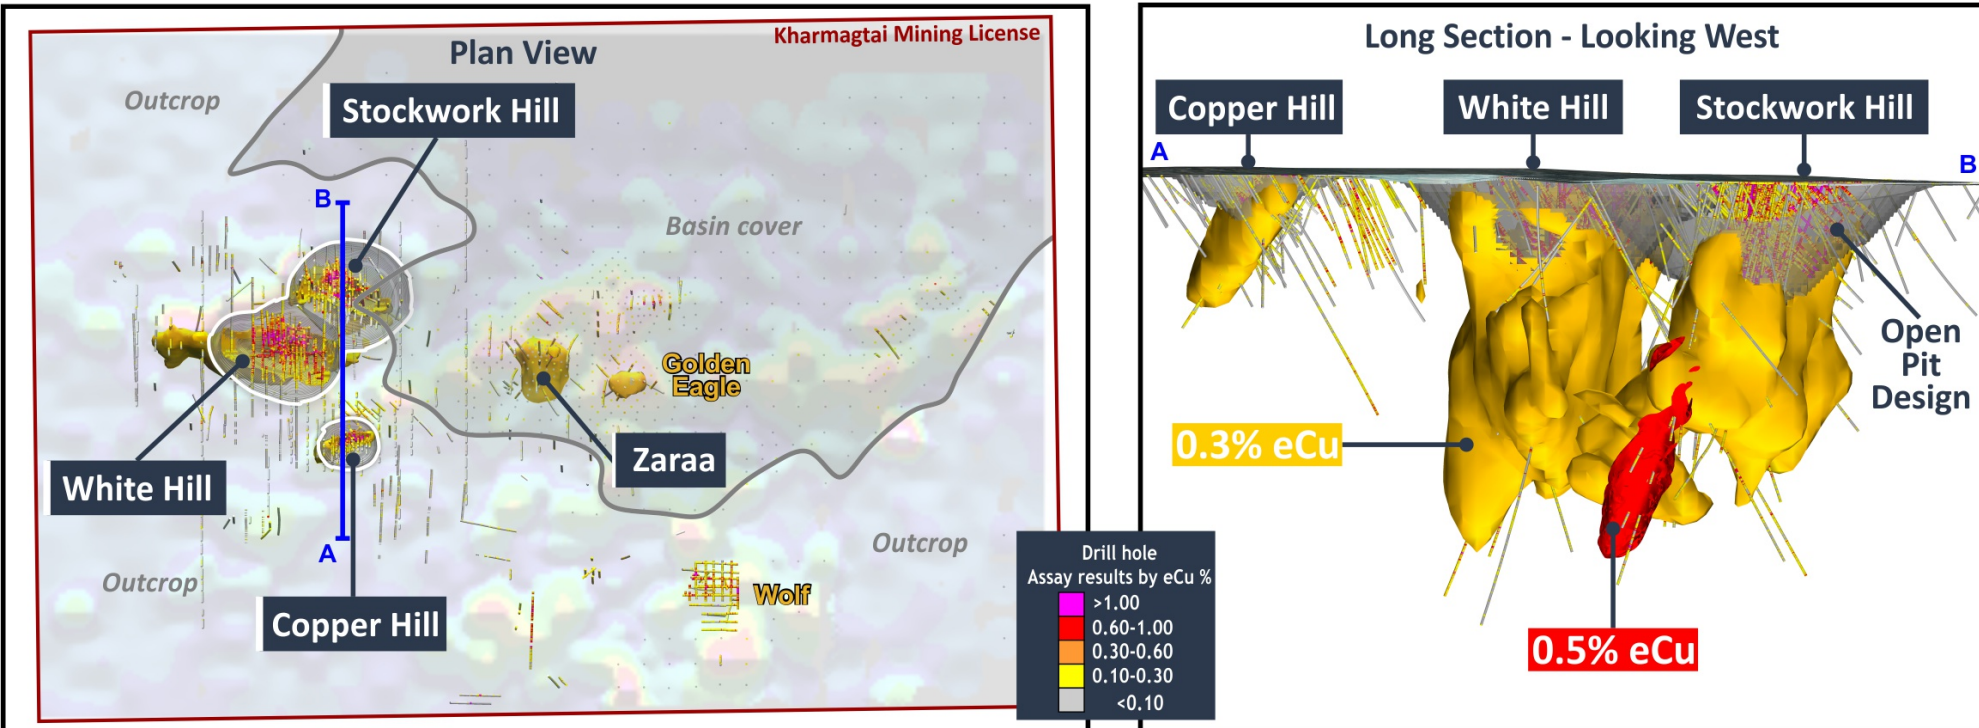 Kharmagtai Mining License
Plan View
Outcrop
Stockwork Hill
B
Basin cover
Golden
Eagle
Zaraa
White Hill
A
Outcrop
Outcrop
Wolf
Copper Hill
Drill hole
Assay results by eCu %
>1.00
0.60-1.00
0.30-0.60
0.10-0.30
<0.10
Long Section - Looking West
Copper Hill
White Hill
Stockwork Hill
A
B
Open
Pit
Design
0.3% eCu
0.5% eCu